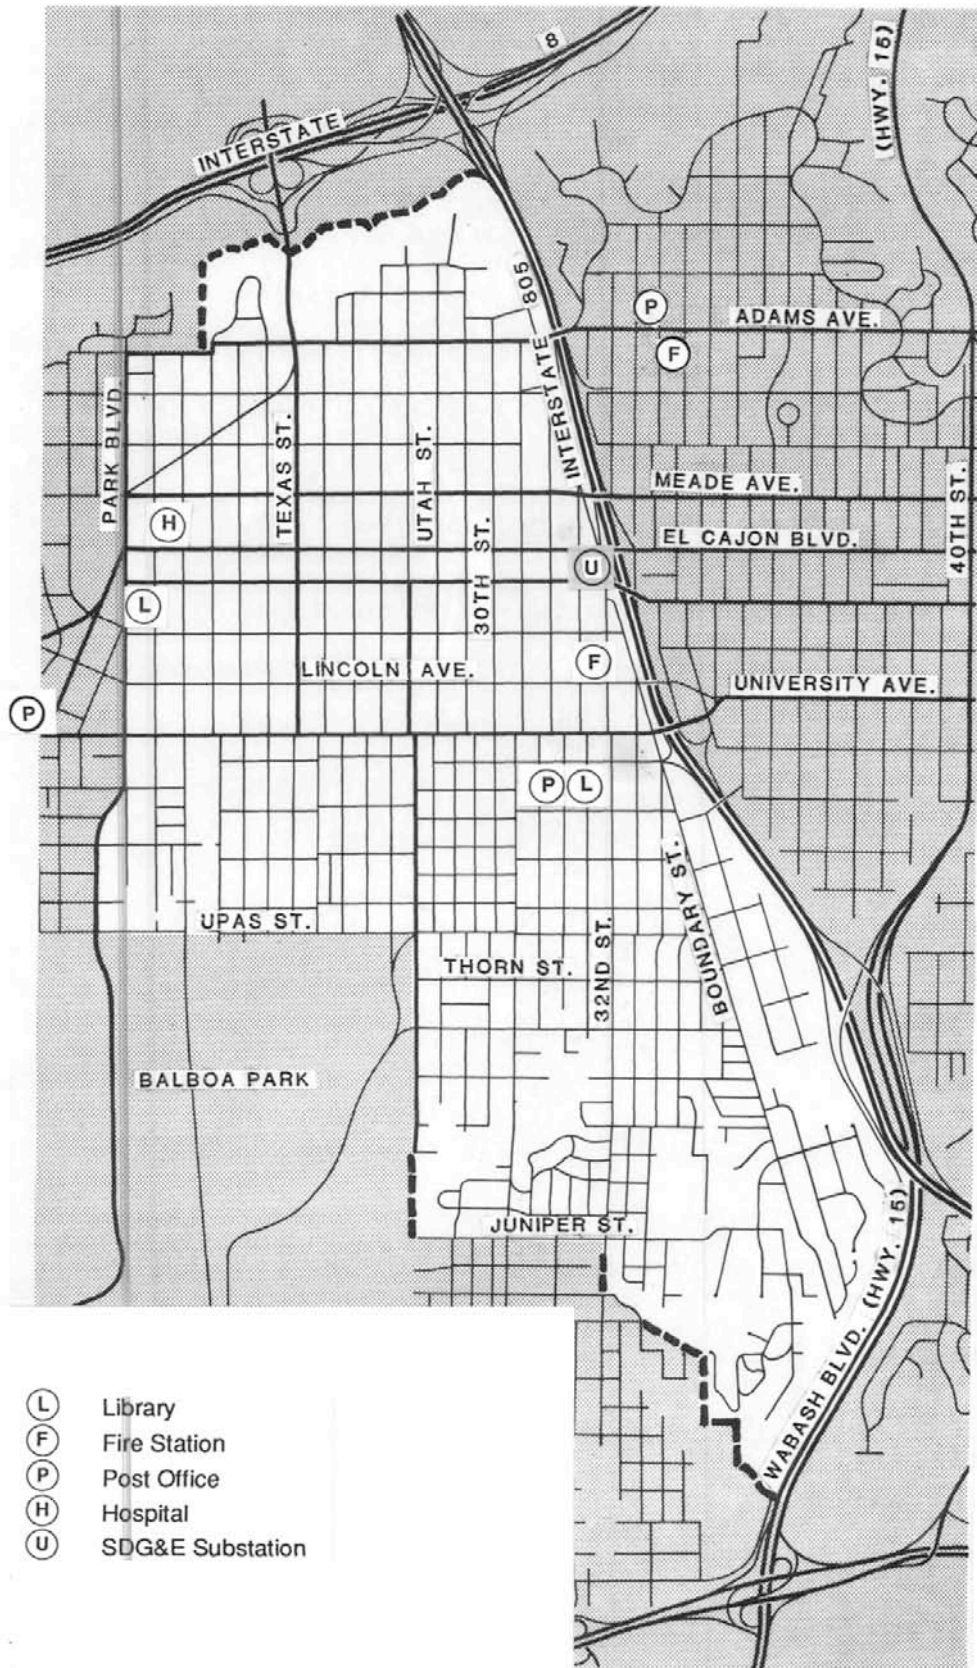 8
INTERSTATE
(HWY. 15)
INTERSTATE 805
P
ADAMS AVE.
F
PARK BLVD.
TEXAS ST.
UTAH ST.
MEADE AVE.
H
30TH ST.
EL CAJON BLVD.
40TH ST.
U
L
F
LINCOLN AVE.
UNIVERSITY AVE.
P
P L
UPAS ST.
BOUNDARY ST.
THORN ST.
32ND ST.
BALBOA PARK
JUNIPER ST.
WABASH BLVD. (HWY. 15)
L Library
F Fire Station
P Post Office
H Hospital
U SDG&E Substation